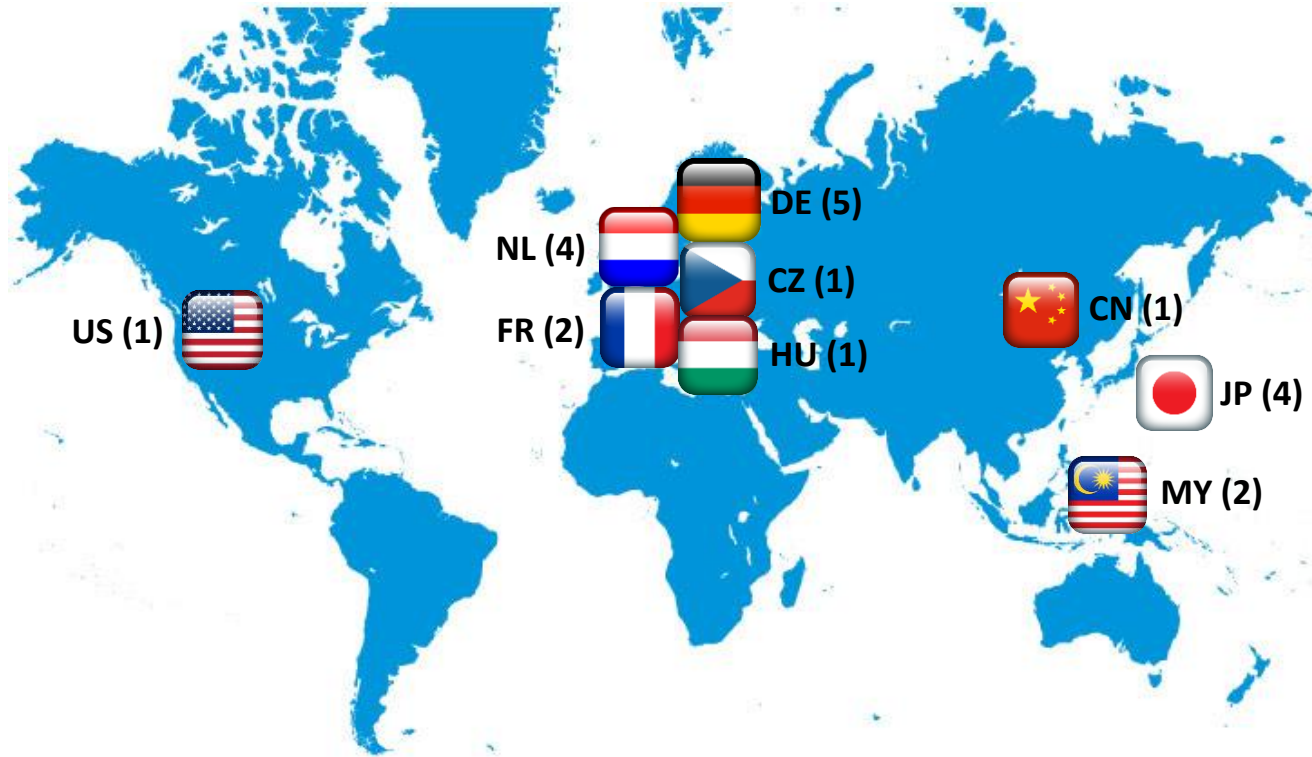 DE (5)
NL (4)
CZ (1)
CN (1)
US (1)
FR (2)
HU (1)
JP (4)
MY (2)